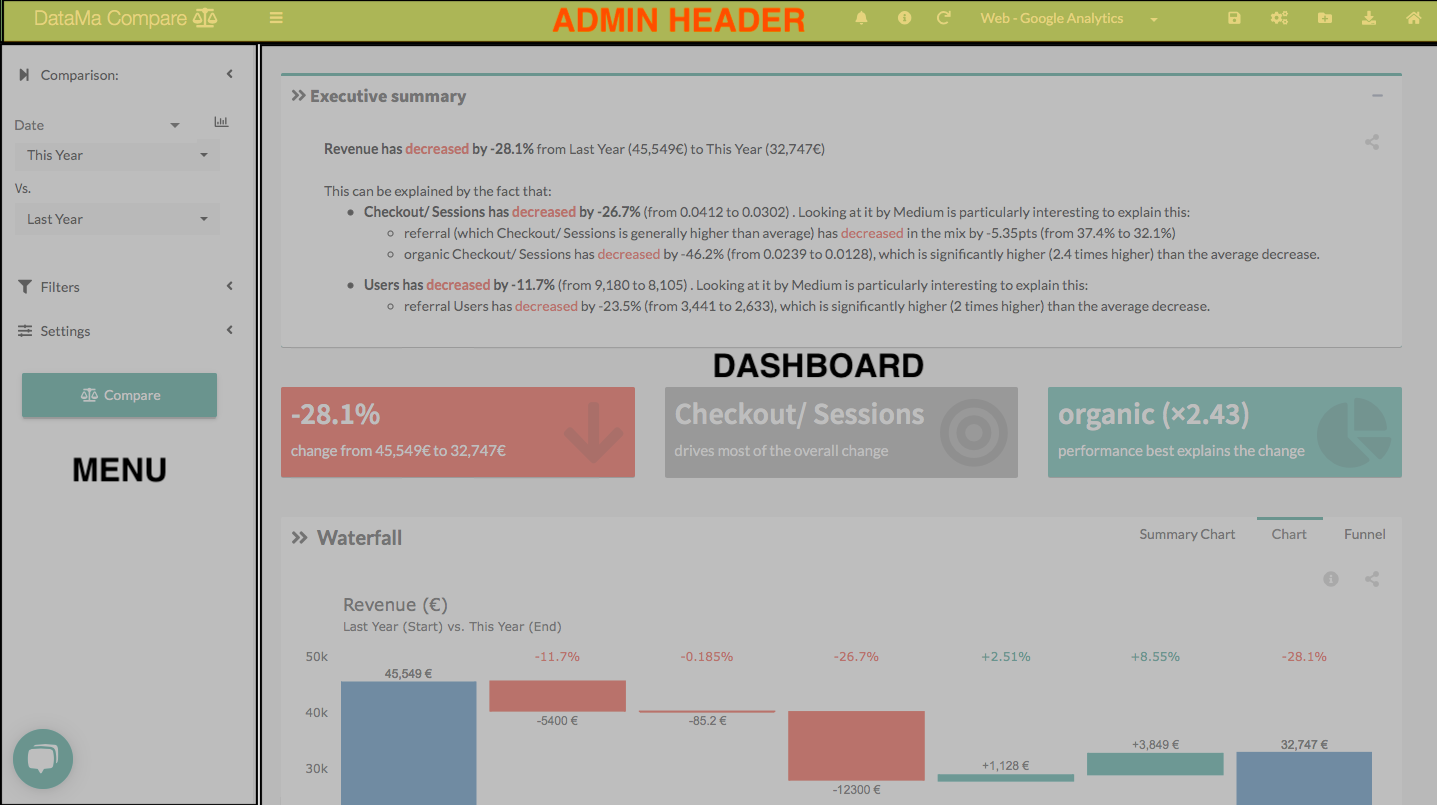 DataMa Compare
ADMIN HEADER
Web - Google Analytics
Comparison:
Date
This Year
Vs.
Last Year
Filters
Settings
Compare
MENU
Executive summary
Revenue has decreased by -28.1% from Last Year (45,549€) to This Year (32,747€)
This can be explained by the fact that:
Checkout/ Sessions has decreased by -26.7% (from 0.0412 to 0.0302) . Looking at it by Medium is particularly interesting to explain this:
referral (which Checkout/ Sessions is generally higher than average) has decreased in the mix by -5.35pts (from 37.4% to 32.1%)
organic Checkout/ Sessions has decreased by -46.2% (from 0.0239 to 0.0128), which is significantly higher (2.4 times higher) than the average decrease.
Users has decreased by -11.7% (from 9,180 to 8,105) . Looking at it by Medium is particularly interesting to explain this:
referral Users has decreased by -23.5% (from 3,441 to 2,633), which is significantly higher (2 times higher) than the average decrease.
DASHBOARD
-28.1%
change from 45,549€ to 32,747€
Checkout/ Sessions
drives most of the overall change
organic (×2.43)
performance best explains the change
Waterfall
Summary Chart
Chart
Funnel
Revenue (€)
Last Year (Start) vs. This Year (End)
50k
40k
30k
-11.7%
-0.185%
-26.7%
+2.51%
+8.55%
-28.1%
45,549 €
-5400 €
-85.2 €
-12300 €
+1,128 €
+3,849 €
32,747 €